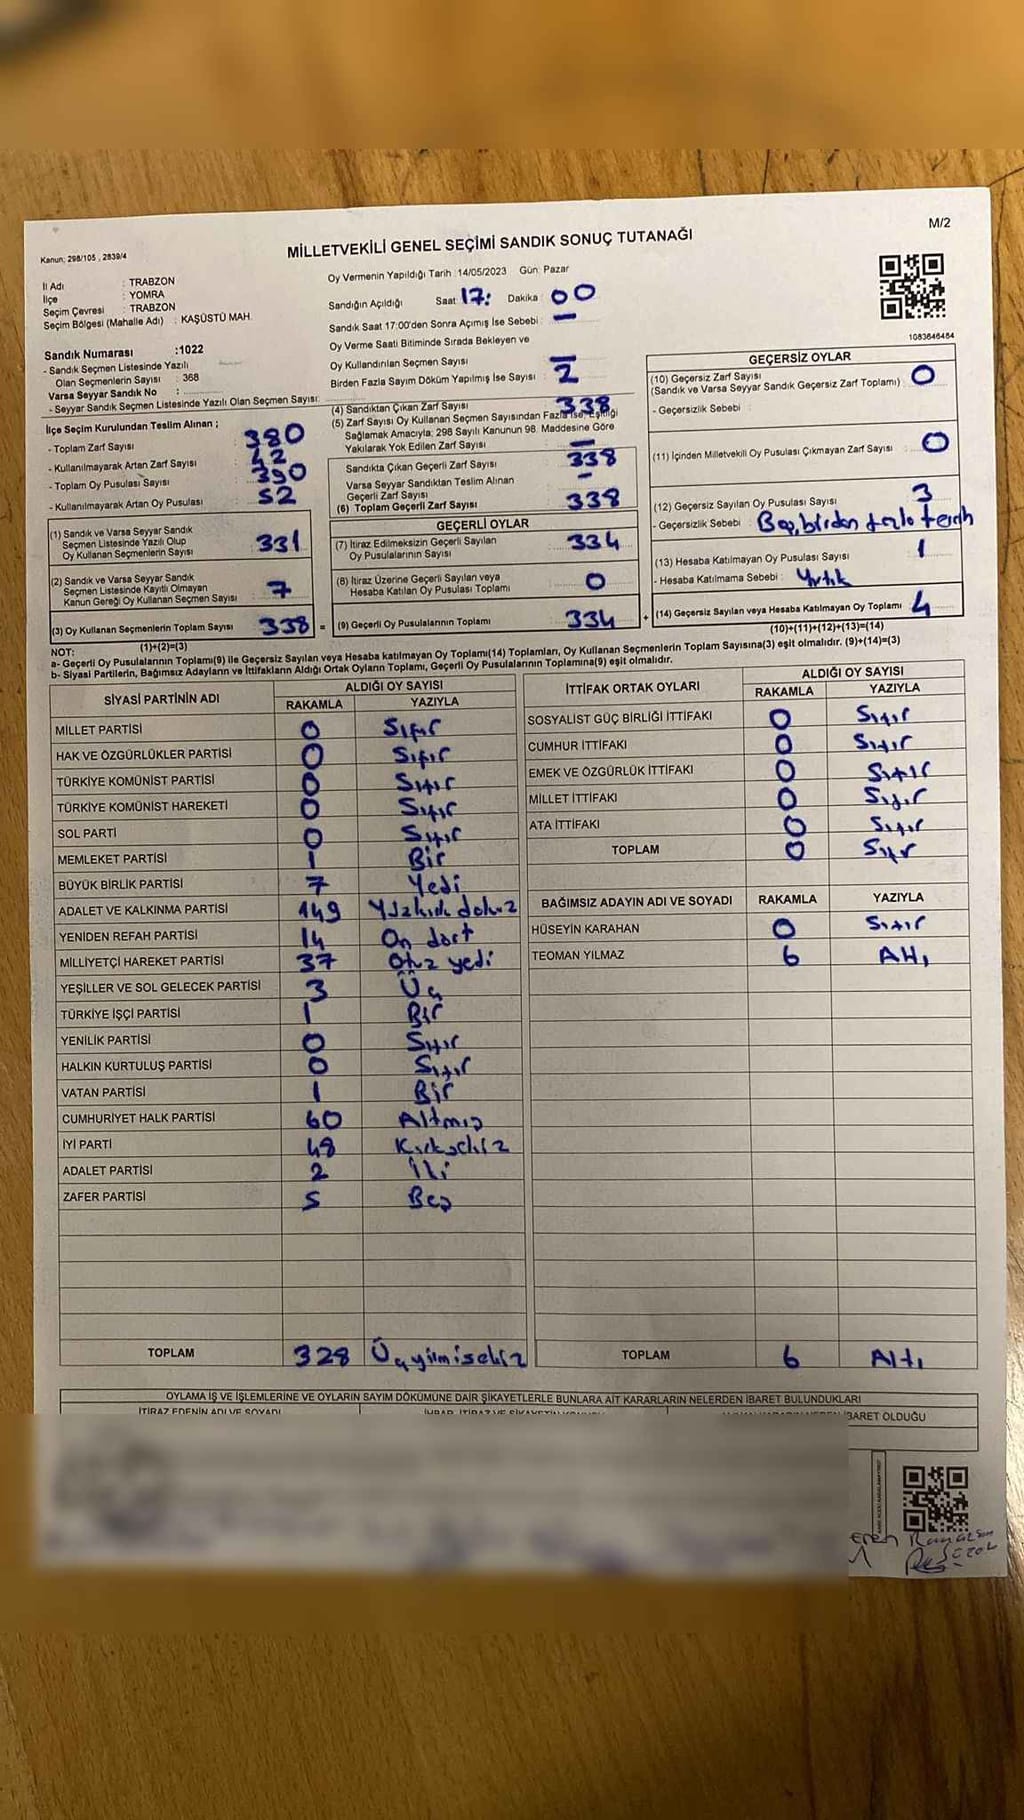 M/2
Kanun: 298/105 , 2839/4
MİLLETVEKİLİ GENEL SEÇİMİ SANDIK SONUÇ TUTANAĞI
İl Adı : TRABZON
İlçe : YOMRA
Seçim Çevresi : TRABZON
Seçim Bölgesi (Mahalle Adı) : KAŞÜSTÜ MAH.
Oy Vermenin Yapıldığı Tarih :14/05/2023 Gün: Pazar
Sandığın Açıldığı Saat: 17: Dakika : 00
Sandık Saat 17:00'den Sonra Açımış İse Sebebi : –
Oy Verme Saati Bitiminde Sırada Bekleyen ve
Oy Kullandırılan Seçmen Sayısı –
Birden Fazla Sayım Döküm Yapılmış İse Sayısı : 2
1083646484
Sandık Numarası :1022
- Sandık Seçmen Listesinde Yazılı
Olan Seçmenlerin Sayısı : 368
Varsa Seyyar Sandık No :
- Seyyar Sandık Seçmen Listesinde Yazılı Olan Seçmen Sayısı:
İlçe Seçim Kurulundan Teslim Alınan ;
- Toplam Zarf Sayısı 380
- Kullanılmayarak Artan Zarf Sayısı 42
- Toplam Oy Pusulası Sayısı 390
- Kullanılmayarak Artan Oy Pusulası 52
(1) Sandık ve Varsa Seyyar Sandık
Seçmen Listesinde Yazılı Olup
Oy Kullanan Seçmenlerin Sayısı 331
(2) Sandık ve Varsa Seyyar Sandık
Seçmen Listesinde Kayıtlı Olmayan
Kanun Gereği Oy Kullanan Seçmen Sayısı 7
(3) Oy Kullanan Seçmenlerin Toplam Sayısı 338 =
(1)+(2)=(3)
(4) Sandıktan Çıkan Zarf Sayısı 338
(5) Zarf Sayısı Oy Kullanan Seçmen Sayısından Fazla ise, Eşitliği
Sağlamak Amacıyla; 298 Sayılı Kanunun 98. Maddesine Göre
Yakılarak Yok Edilen Zarf Sayısı –
Sandıkta Çıkan Geçerli Zarf Sayısı 338
Varsa Seyyar Sandıktan Teslim Alınan
Geçerli Zarf Sayısı –
(6) Toplam Geçerli Zarf Sayısı 338
GEÇERLİ OYLAR
(7) İtiraz Edilmeksizin Geçerli Sayılan
Oy Pusulalarının Sayısı 334
(8) İtiraz Üzerine Geçerli Sayılan veya
Hesaba Katılan Oy Pusulası Toplamı 0
(9) Geçerli Oy Pusulalarının Toplamı 334 +
GEÇERSİZ OYLAR
(10) Geçersiz Zarf Sayısı
(Sandık ve Varsa Seyyar Sandık Geçersiz Zarf Toplamı) 0
- Geçersizlik Sebebi :
(11) İçinden Milletvekili Oy Pusulası Çıkmayan Zarf Sayısı 0
(12) Geçersiz Sayılan Oy Pusulası Sayısı 3
- Geçersizlik Sebebi : Boş, birden fazla tercih
(13) Hesaba Katılmayan Oy Pusulası Sayısı 1
- Hesaba Katılmama Sebebi : Yırtık
(14) Geçersiz Sayılan veya Hesaba Katılmayan Oy Toplamı 4
(10)+(11)+(12)+(13)=(14)
NOT:
a- Geçerli Oy Pusulalarının Toplamı(9) ile Geçersiz Sayılan veya Hesaba katılmayan Oy Toplamı(14) Toplamları, Oy Kullanan Seçmenlerin Toplam Sayısına(3) eşit olmalıdır. (9)+(14)=(3)
b- Siyasi Partilerin, Bağımsız Adayların ve İttifakların Aldığı Ortak Oyların Toplamı, Geçerli Oy Pusulalarının Toplamına(9) eşit olmalıdır.
SİYASİ PARTİNİN ADI ALDIĞI OY SAYISI
RAKAMLA YAZIYLA
MİLLET PARTİSİ 0 Sıfır
HAK VE ÖZGÜRLÜKLER PARTİSİ 0 Sıfır
TÜRKİYE KOMÜNİST PARTİSİ 0 Sıfır
TÜRKİYE KOMÜNİST HAREKETİ 0 Sıfır
SOL PARTİ 0 Sıfır
MEMLEKET PARTİSİ 1 Bir
BÜYÜK BİRLİK PARTİSİ 7 Yedi
ADALET VE KALKINMA PARTİSİ 149 Yüzkırk dokuz
YENİDEN REFAH PARTİSİ 14 On dört
MİLLİYETÇİ HAREKET PARTİSİ 37 Otuz yedi
YEŞİLLER VE SOL GELECEK PARTİSİ 3 Üç
TÜRKİYE İŞÇİ PARTİSİ 1 Bir
YENİLİK PARTİSİ 0 Sıfır
HALKIN KURTULUŞ PARTİSİ 0 Sıfır
VATAN PARTİSİ 1 Bir
CUMHURİYET HALK PARTİSİ 60 Altmış
İYİ PARTİ 48 Kırksekiz
ADALET PARTİSİ 2 İki
ZAFER PARTİSİ 5 Beş
TOPLAM 328 Üçyirmisekiz
İTTİFAK ORTAK OYLARI ALDIĞI OY SAYISI
RAKAMLA YAZIYLA
SOSYALİST GÜÇ BİRLİĞİ İTTİFAKI 0 Sıfır
CUMHUR İTTİFAKI 0 Sıfır
EMEK VE ÖZGÜRLÜK İTTİFAKI 0 Sıfır
MİLLET İTTİFAKI 0 Sıfır
ATA İTTİFAKI 0 Sıfır
TOPLAM 0 Sıfır
BAĞIMSIZ ADAYIN ADI VE SOYADI RAKAMLA YAZIYLA
HÜSEYİN KARAHAN 0 Sıfır
TEOMAN YILMAZ 6 Altı
TOPLAM 6 Altı
OYLAMA İŞ VE İŞLEMLERİNE VE OYLARIN SAYIM DÖKÜMÜNE DAİR ŞİKAYETLERLE BUNLARA AİT KARARLARIN NELERDEN İBARET BULUNDUKLARI
İTİRAZ EDENİN ADI VE SOYADI
İBARET OLDUĞU